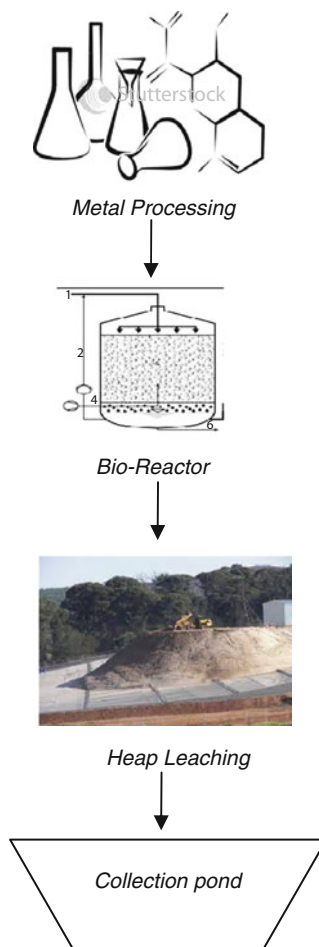 Shutterstock
Metal Processing
1
2
4
6
Bio-Reactor
Heap Leaching
Collection pond